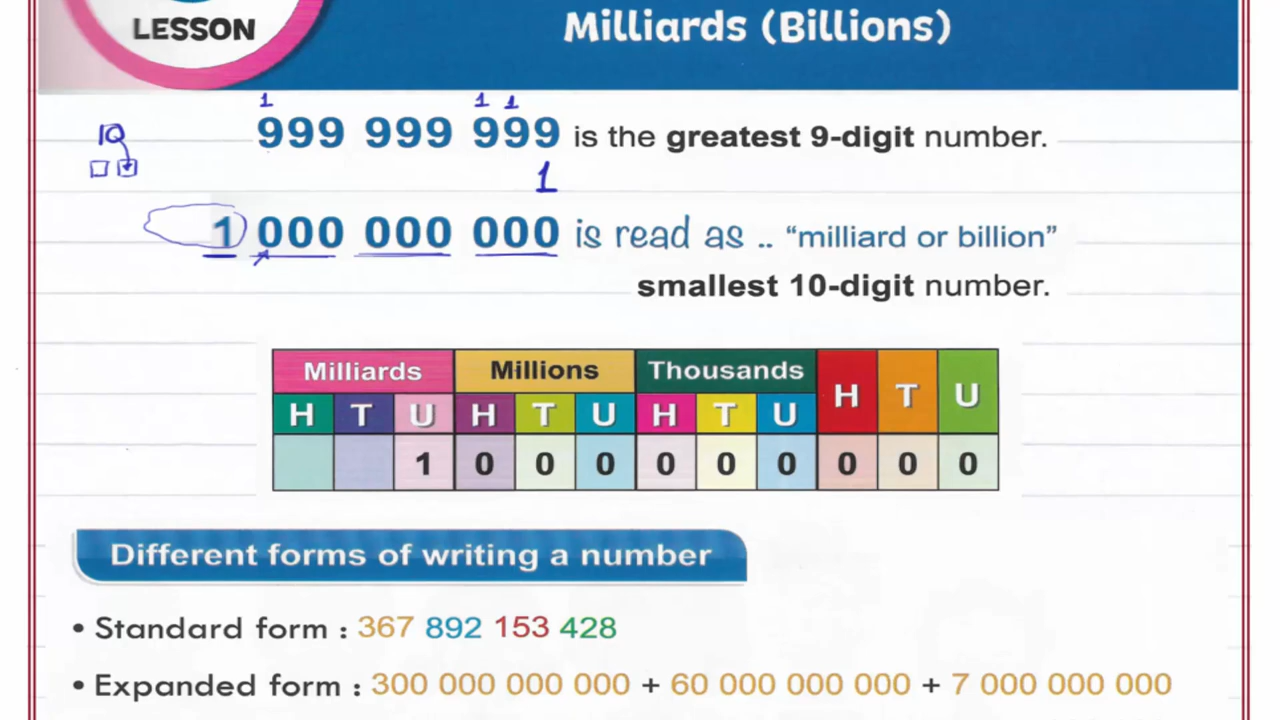 LESSON
Milliards (Billions)
1 1 1
10
999 999 999 is the greatest 9-digit number.
1
1 000 000 000 is read as .. “milliard or billion”
smallest 10-digit number.
Milliards Millions Thousands H T U
H T U H T U H T U
1 0 0 0 0 0 0 0 0 0
Different forms of writing a number
• Standard form : 367 892 153 428
• Expanded form : 300 000 000 000 + 60 000 000 000 + 7 000 000 000